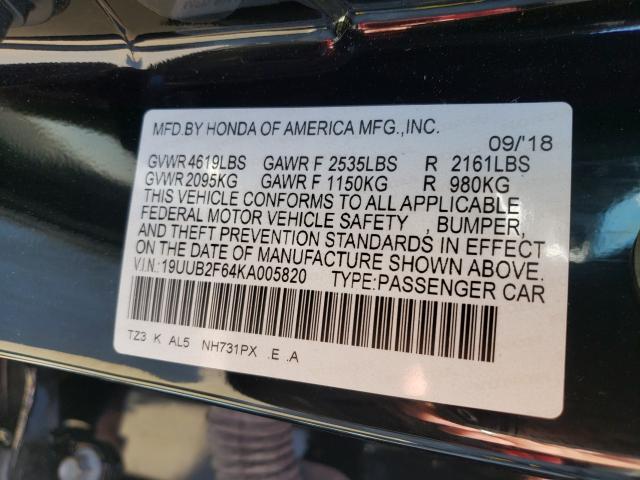 MFD.BY HONDA OF AMERICA MFG.,INC.
09/'18
GVWR 4619LBS GAWR F 2535LBS R 2161LBS
GVWR 2095KG GAWR F 1150KG R 980KG
THIS VEHICLE CONFORMS TO ALL APPLICABLE
FEDERAL MOTOR VEHICLE SAFETY , BUMPER,
AND THEFT PREVENTION STANDARDS IN EFFECT
ON THE DATE OF MANUFACTURE SHOWN ABOVE.
V.I.N.:19UUB2F64KA005820 TYPE:PASSENGER CAR
TZ3 K AL5 NH731PX .E .A